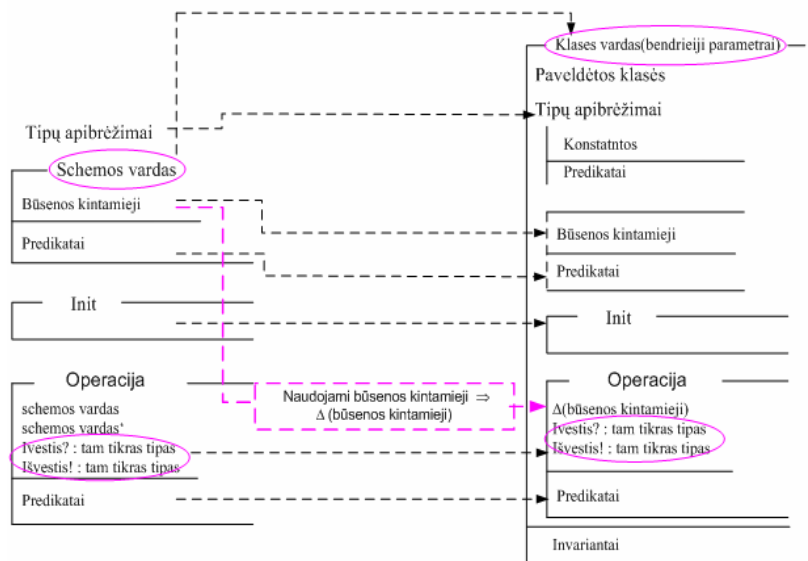 Tipų apibrėžimai
Schemos vardas
Būsenos kintamieji
Predikatai
Init
Operacija
schemos vardas
schemos vardas‘
Įvestis? : tam tikras tipas
Išvestis! : tam tikras tipas
Predikatai
Naudojami būsenos kintamieji ⇒
Δ (būsenos kintamieji)
Klases vardas(bendrieiji parametrai)
Paveldėtos klasės
Tipų apibrėžimai
Konstatntos
Predikatai
Būsenos kintamieji
Predikatai
Init
Operacija
Δ(būsenos kintamieji)
Įvestis? : tam tikras tipas
Išvestis! : tam tikras tipas
Predikatai
Invariantai